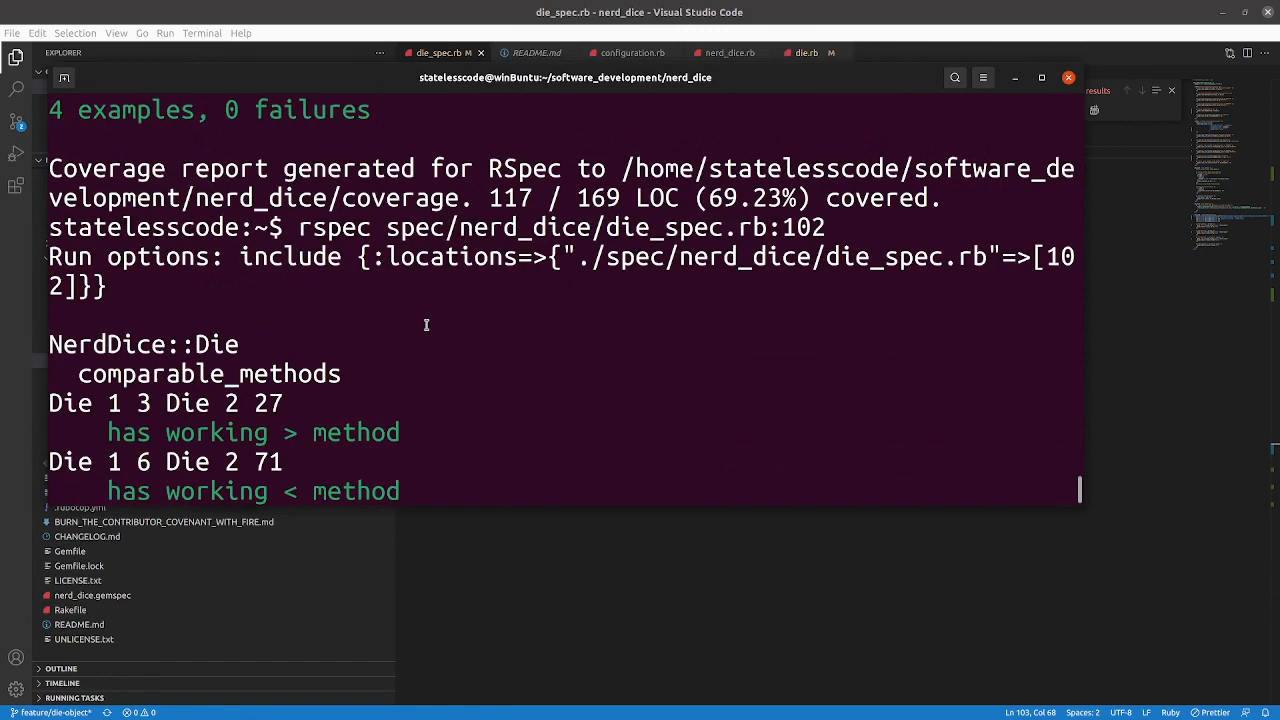 die_spec.rb - nerd_dice - Visual Studio Code
File Edit Selection View Go Run Terminal Help
EXPLORER
die_spec.rb M
README.md
configuration.rb
nerd_dice.rb
die.rb M
statelesscode@winBuntu:~/software_development/nerd_dice
results
4 examples, 0 failures
Coverage report generated for RSpec to /home/statelesscode/software_de
velopment/nerd_dice/coverage. / 169 LOC (69.23%) covered.
statelesscode:~$ rspec spec/nerd_dice/die_spec.rb:102
Run options: include {:locations=>{"./spec/nerd_dice/die_spec.rb"=>[10
2]}}
NerdDice::Die
comparable_methods
Die 1 3 Die 2 27
has working > method
Die 1 6 Die 2 71
has working < method
.rubocop.yml
BURN_THE_CONTRIBUTOR_COVENANT_WITH_FIRE.md
CHANGELOG.md
Gemfile
Gemfile.lock
LICENSE.txt
nerd_dice.gemspec
Rakefile
README.md
UNLICENSE.txt
OUTLINE
TIMELINE
RUNNING TASKS
feature/die-object* 0 0 Ln 103, Col 68 Spaces: 2 UTF-8 LF Ruby Prettier